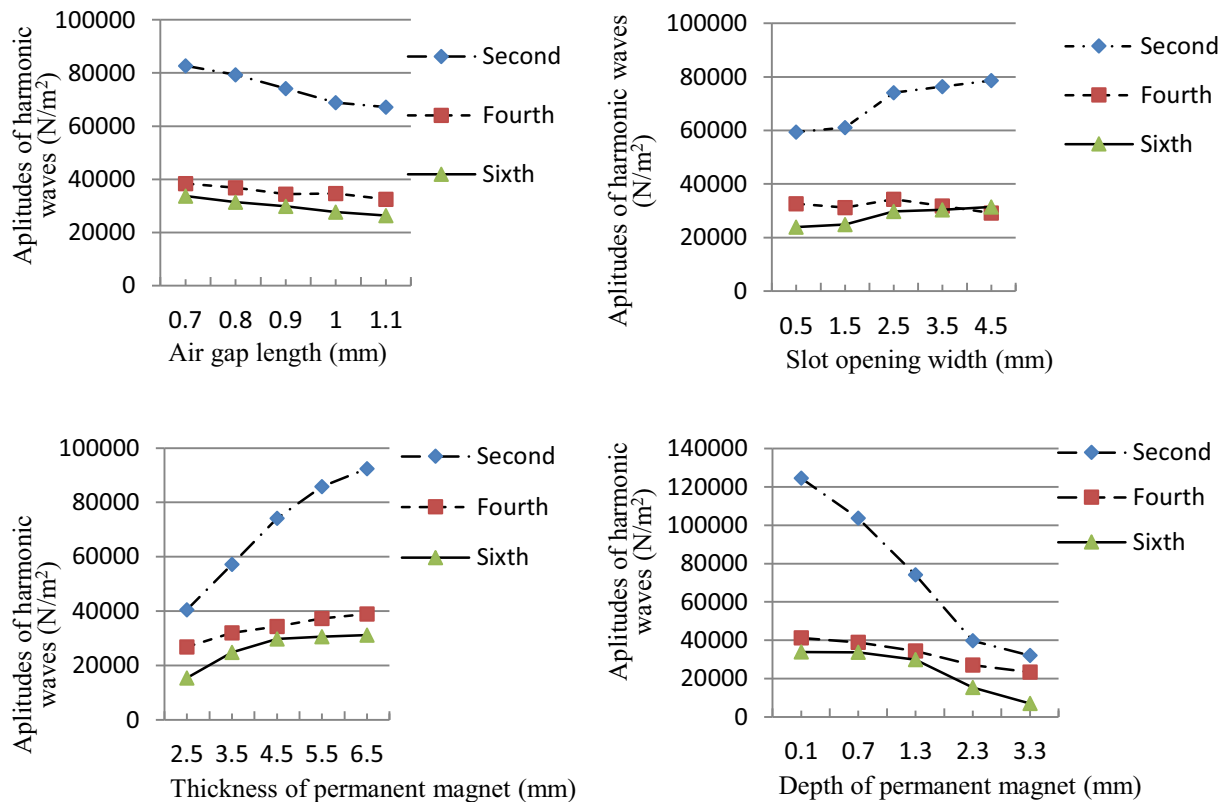 100000
80000
60000
40000
20000
0
Aplitudes of harmonic
waves (N/m²)
0.7 0.8 0.9 1 1.1
Air gap length (mm)
Second
Fourth
Sixth
100000
80000
60000
40000
20000
0
Aplitudes of harmonic waves
(N/m²)
0.5 1.5 2.5 3.5 4.5
Slot opening width (mm)
Second
Fourth
Sixth
100000
80000
60000
40000
20000
0
Aplitudes of harmonic
waves (N/m²)
2.5 3.5 4.5 5.5 6.5
Thickness of permanent magnet (mm)
Second
Fourth
Sixth
140000
120000
100000
80000
60000
40000
20000
0
Aplitudes of harmonic
waves (N/m²)
0.1 0.7 1.3 2.3 3.3
Depth of permanent magnet (mm)
Second
Fourth
Sixth